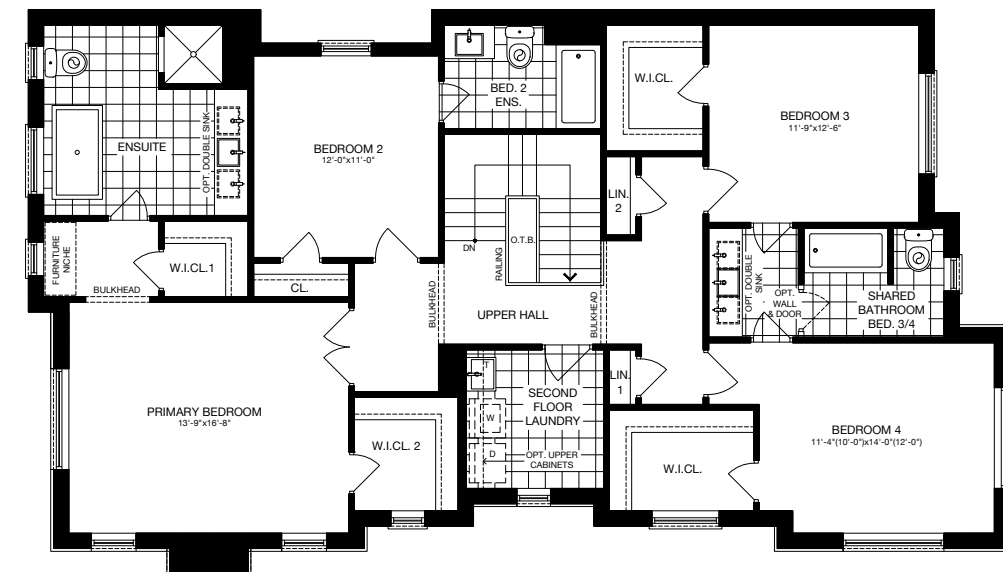 ENSUITE
OPT. DOUBLE SINK
FURNITURE
NICHE
W.I.CL.1
BULKHEAD
BEDROOM 2
12'-0"x11'-0"
CL.
BED. 2
ENS.
W.I.CL.
BEDROOM 3
11'-9"x12'-6"
LIN.
2
DN
RAILING
O.T.B.
UPPER HALL
BULKHEAD
BULKHEAD
OPT. DOUBLE
SINK
OPT.
WALL
& DOOR
SHARED
BATHROOM
BED. 3/4
PRIMARY BEDROOM
13'-9"x16'-8"
W.I.CL. 2
T
W
D
SECOND
FLOOR
LAUNDRY
OPT. UPPER
CABINETS
LIN.
1
W.I.CL.
BEDROOM 4
11'-4"(10'-0")x14'-0"(12'-0")